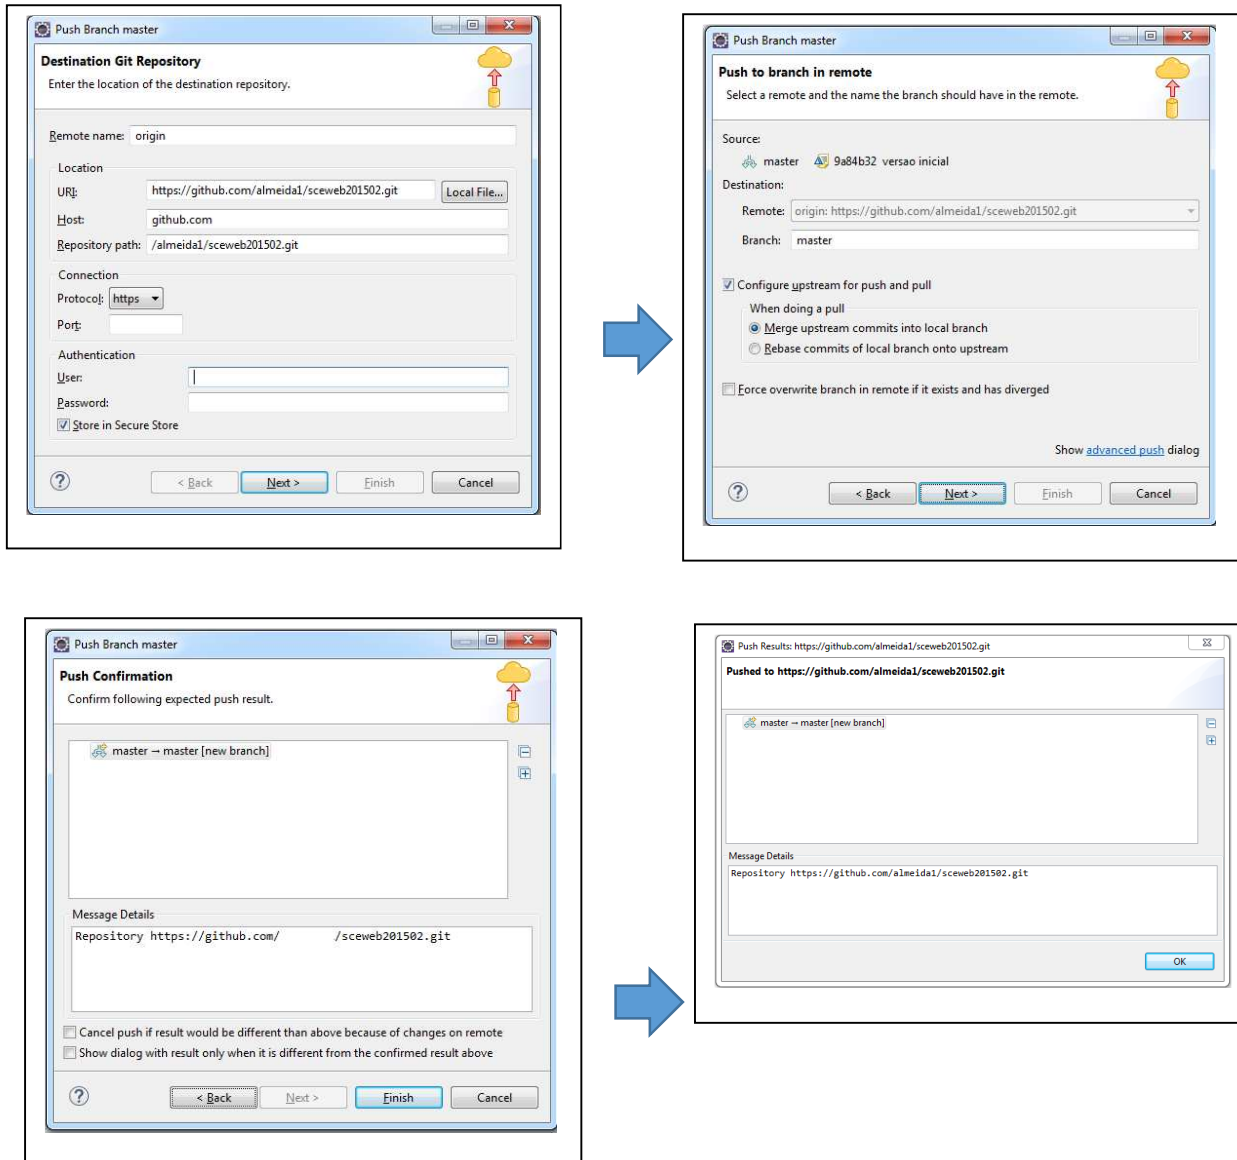 Push Branch master
Destination Git Repository
Enter the location of the destination repository.
Remote name: origin
Location
URI: https://github.com/almeida1/sceweb201502.git Local File...
Host: github.com
Repository path: /almeida1/sceweb201502.git
Connection
Protocol: https
Port:
Authentication
User:
Password:
Store in Secure Store
? < Back Next > Finish Cancel
Push Branch master
Push to branch in remote
Select a remote and the name the branch should have in the remote.
Source:
master 9a84b32 versao inicial
Destination:
Remote: origin: https://github.com/almeida1/sceweb201502.git
Branch: master
Configure upstream for push and pull
When doing a pull
Merge upstream commits into local branch
Rebase commits of local branch onto upstream
Force overwrite branch in remote if it exists and has diverged
Show advanced push dialog
? < Back Next > Finish Cancel
Push Branch master
Push Confirmation
Confirm following expected push result.
master → master [new branch]
Message Details
Repository https://github.com/ /sceweb201502.git
Cancel push if result would be different than above because of changes on remote
Show dialog with result only when it is different from the confirmed result above
? < Back Next > Finish Cancel
Push Results: https://github.com/almeida1/sceweb201502.git
Pushed to https://github.com/almeida1/sceweb201502.git
master → master [new branch]
Message Details
Repository https://github.com/almeida1/sceweb201502.git
OK